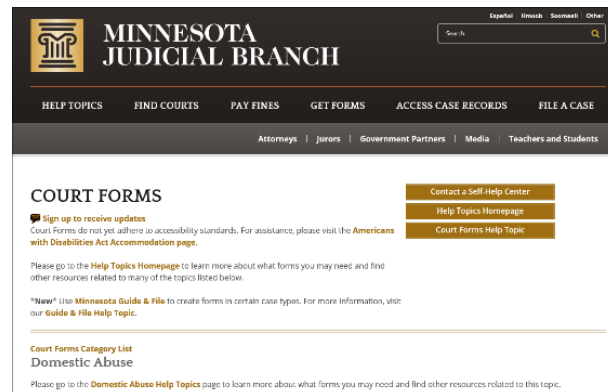 Español Hmoob Soomaali Other
MINNESOTA
JUDICIAL BRANCH
Search
HELP TOPICS FIND COURTS PAY FINES GET FORMS ACCESS CASE RECORDS FILE A CASE
Attorneys | Jurors | Government Partners | Media | Teachers and Students
COURT FORMS
Contact a Self-Help Center
Help Topics Homepage
Court Forms Help Topic
Sign up to receive updates
Court Forms do not yet adhere to accessibility standards. For assistance, please visit the Americans
with Disabilities Act Accommodation page.
Please go to the Help Topics Homepage to learn more about what forms you may need and find
other resources related to many of the topics listed below.
*New* Use Minnesota Guide & File to create forms in certain case types. For more information, visit
our Guide & File Help Topic.
Court Forms Category List
Domestic Abuse
Please go to the Domestic Abuse Help Topics page to learn more about what forms you may need and find other resources related to this topic.